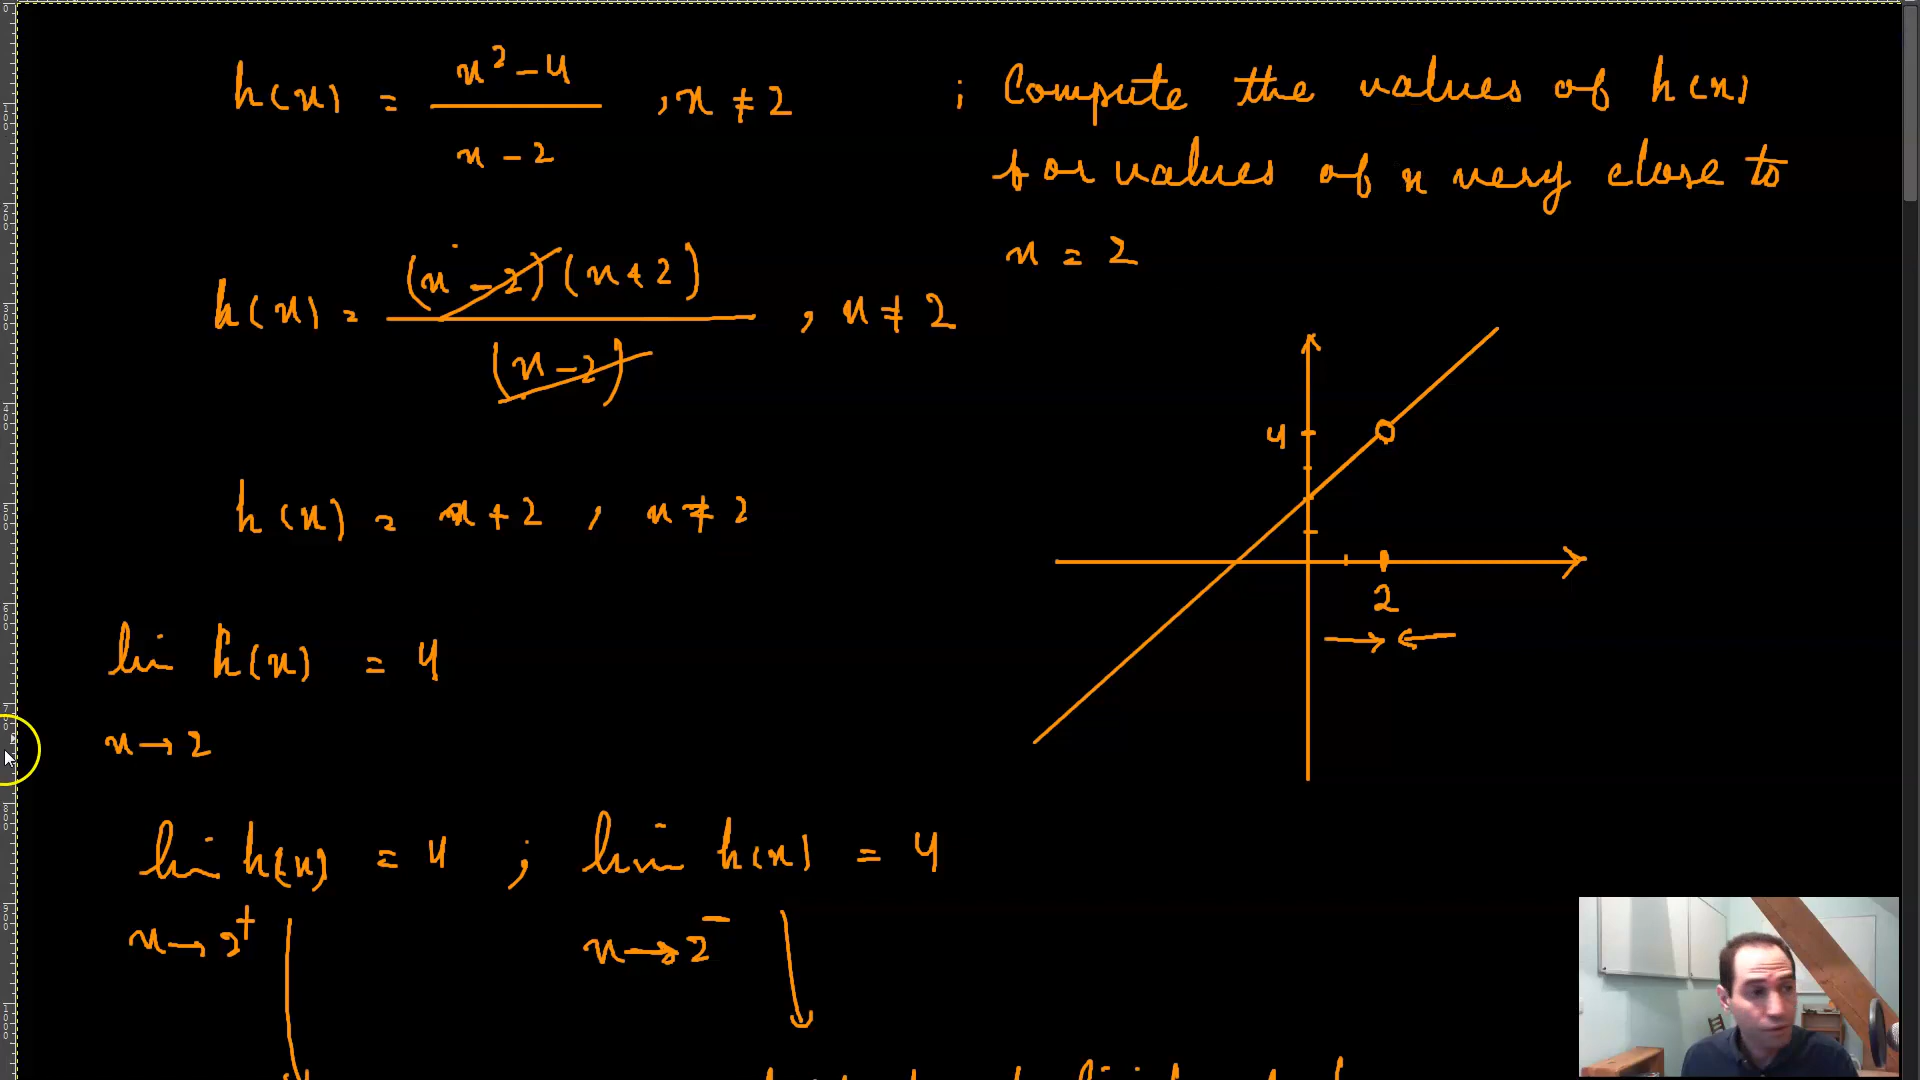 h(x) = x² - 4 / x - 2 , x ≠ 2 ; Compute the values of h(x)
for values of x very close to
x = 2
h(x) = (x - 2)(x + 2) / (x - 2) , x ≠ 2
h(x) = x + 2 , x ≠ 2
4
2
lim h(x) = 4
x → 2
lim h(x) = 4 ; lim h(x) = 4
x → 2⁺ x → 2⁻